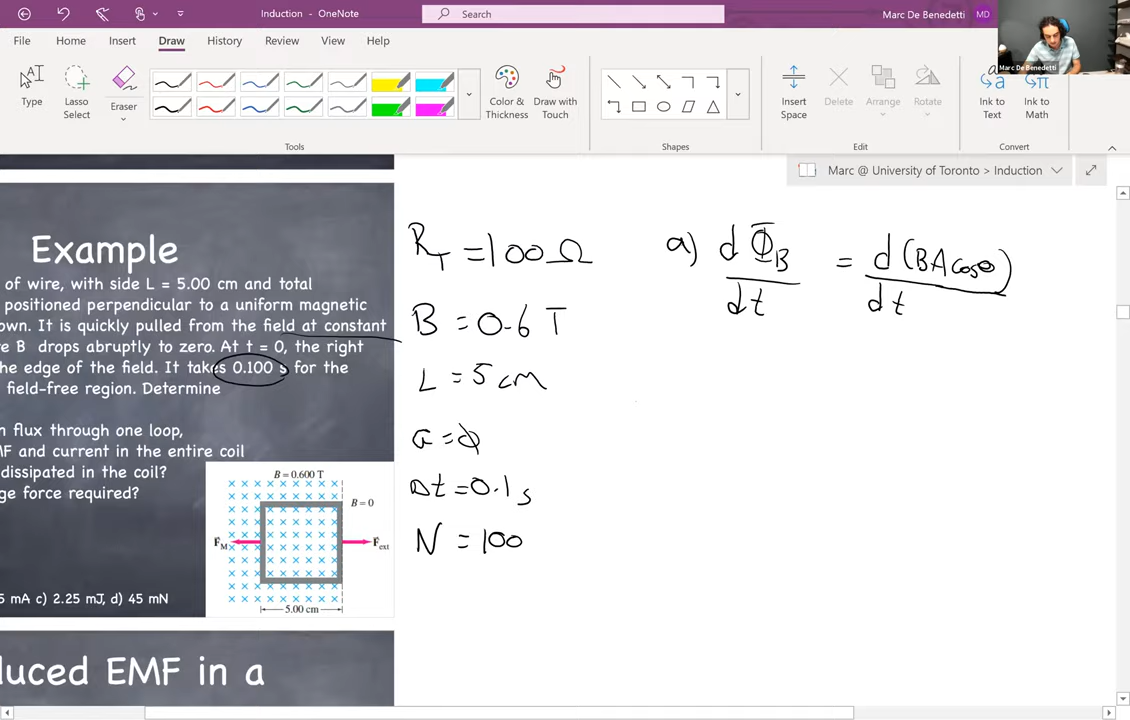 Induction - OneNote
Search
Marc De Benedetti
MD
File Home Insert Draw History Review View Help
Marc De Benedetti
Type
Lasso Select
Eraser
Color & Thickness
Draw with Touch
Insert Space
Delete
Arrange
Rotate
Ink to Text
Ink to Math
Tools
Shapes
Edit
Convert
Marc @ University of Toronto > Induction
Example
of wire, with side L = 5.00 cm and total
positioned perpendicular to a uniform magnetic
own. It is quickly pulled from the field at constant
e B drops abruptly to zero. At t = 0, the right
he edge of the field. It takes 0.100 s for the
field-free region. Determine
n flux through one loop,
MF and current in the entire coil
dissipated in the coil?
ge force required?
B = 0.600 T
B = 0
F_M
F_ext
5.00 cm
5 mA c) 2.25 mJ, d) 45 mN
duced EMF in a
R_T = 100 Ω
B = 0.6 T
L = 5 cm
a = 0
Δt = 0.1 s
N = 100
a) dΦ_B/dt = d(BA cosθ)/dt